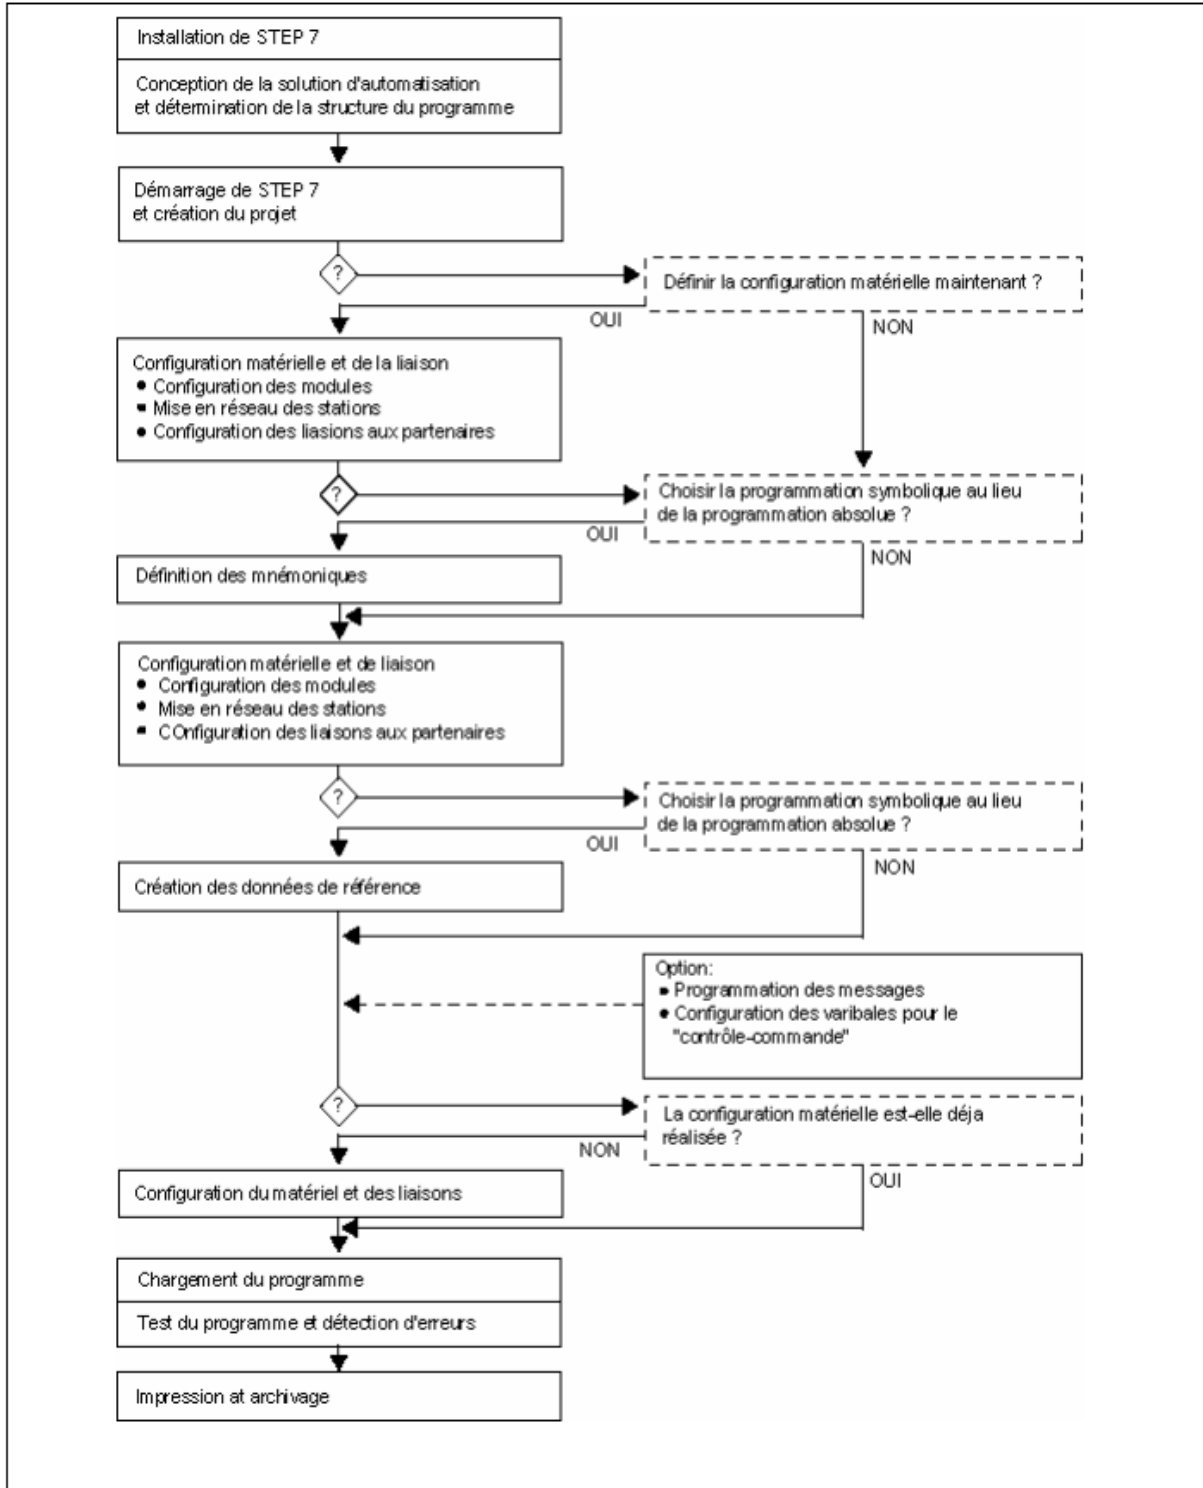 Installation de STEP 7
Conception de la solution d'automatisation
et détermination de la structure du programme
Démarrage de STEP 7
et création du projet
?
Définir la configuration matérielle maintenant ?
OUI
NON
Configuration matérielle et de la liaison
● Configuration des modules
■ Mise en réseau des stations
● Configuration des liasions aux partenaires
?
Choisir la programmation symbolique au lieu
de la programmation absolue ?
OUI
NON
Définition des mnémoniques
Configuration matérielle et de liaison
● Configuration des modules
● Mise en réseau des stations
■ COnfiguration des liaisons aux partenaires
?
Choisir la programmation symbolique au lieu
de la programmation absolue ?
OUI
NON
Création des données de référence
Option:
■ Programmation des messages
● Configuration des varibales pour le
"contrôle-commande"
?
La configuration matérielle est-elle déja
réalisée ?
NON
OUI
Configuration du matériel et des liaisons
Chargement du programme
Test du programme et détection d'erreurs
Impression at archivage